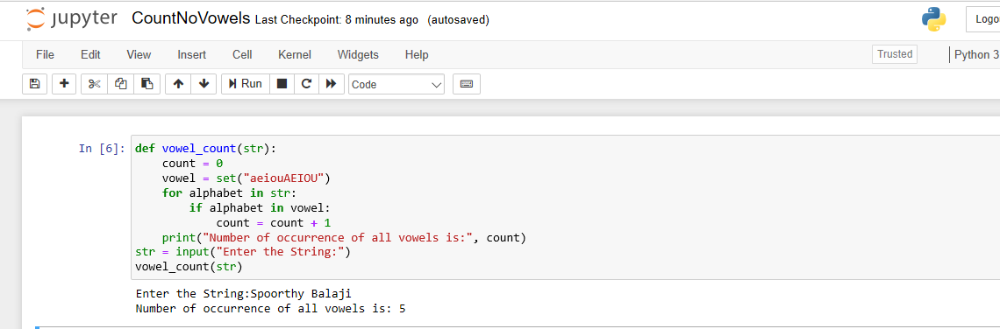 jupyter CountNoVowels Last Checkpoint: 8 minutes ago (autosaved)
Logo
File Edit View Insert Cell Kernel Widgets Help
Trusted
Python 3
Run
Code
In [6]:
def vowel_count(str):
    count = 0
    vowel = set("aeiouAEIOU")
    for alphabet in str:
        if alphabet in vowel:
            count = count + 1
    print("Number of occurrence of all vowels is:", count)
str = input("Enter the String:")
vowel_count(str)
Enter the String:Spoorthy Balaji
Number of occurrence of all vowels is: 5